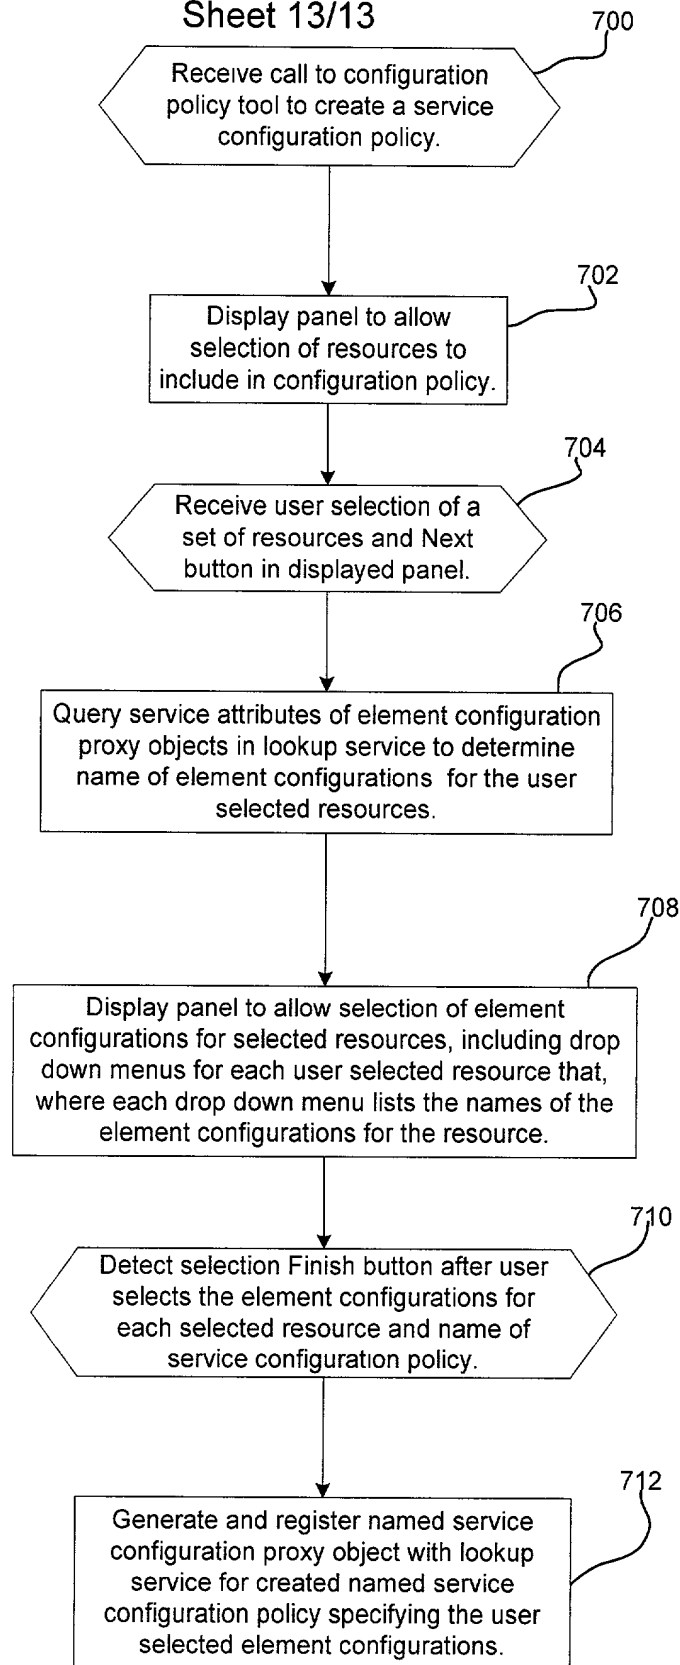 Sheet 13/13
700
Receive call to configuration
policy tool to create a service
configuration policy.
702
Display panel to allow
selection of resources to
include in configuration policy.
704
Receive user selection of a
set of resources and Next
button in displayed panel.
706
Query service attributes of element configuration
proxy objects in lookup service to determine
name of element configurations for the user
selected resources.
708
Display panel to allow selection of element
configurations for selected resources, including drop
down menus for each user selected resource that,
where each drop down menu lists the names of the
element configurations for the resource.
710
Detect selection Finish button after user
selects the element configurations for
each selected resource and name of
service configuration policy.
712
Generate and register named service
configuration proxy object with lookup
service for created named service
configuration policy specifying the user
selected element configurations.